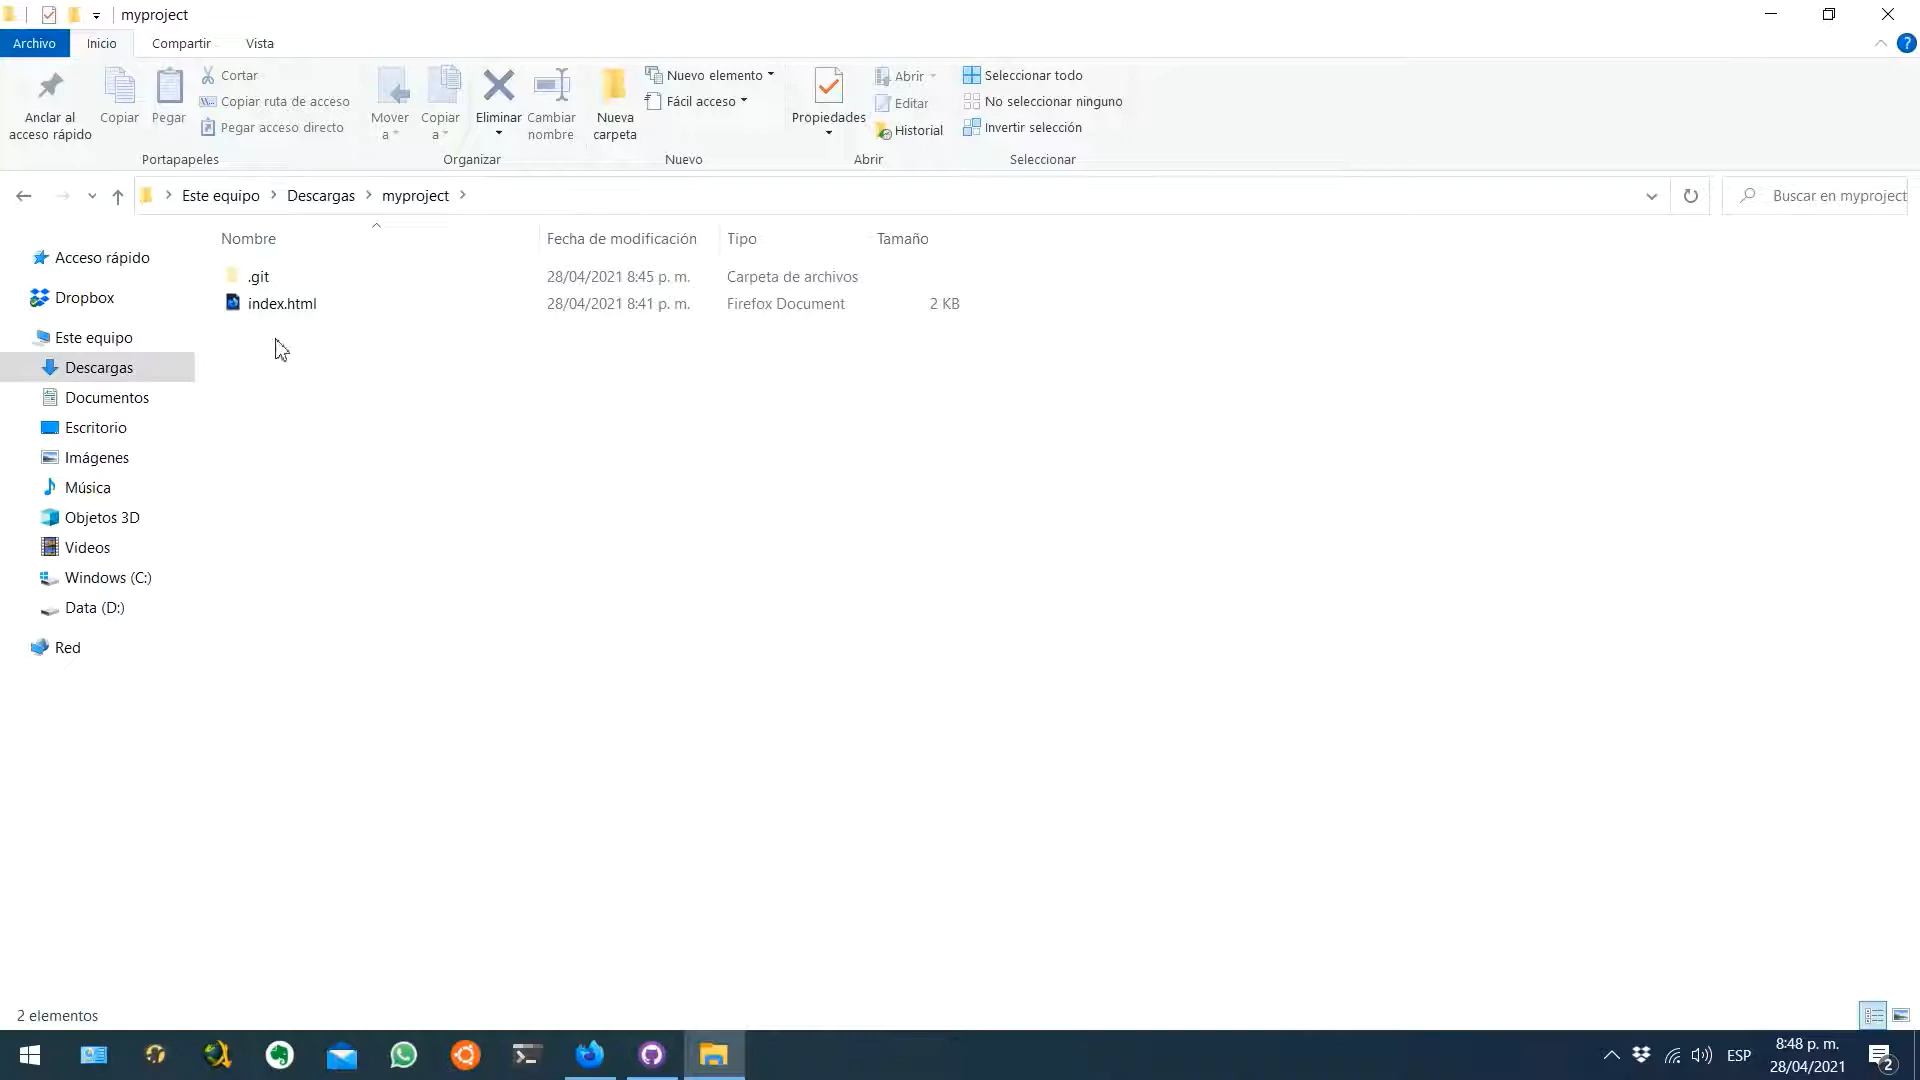 myproject
Archivo Inicio Compartir Vista
Anclar al
acceso rápido
Copiar
Pegar
Cortar
Copiar ruta de acceso
Pegar acceso directo
Portapapeles
Mover
a
Copiar
a
Eliminar
Cambiar
nombre
Organizar
Nueva
carpeta
Nuevo elemento
Fácil acceso
Nuevo
Propiedades
Abrir
Editar
Historial
Abrir
Seleccionar todo
No seleccionar ninguno
Invertir selección
Seleccionar
Este equipo Descargas myproject
Buscar en myproject
Nombre Fecha de modificación Tipo Tamaño
.git 28/04/2021 8:45 p. m. Carpeta de archivos
index.html 28/04/2021 8:41 p. m. Firefox Document 2 KB
Acceso rápido
Dropbox
Este equipo
Descargas
Documentos
Escritorio
Imágenes
Música
Objetos 3D
Videos
Windows (C:)
Data (D:)
Red
2 elementos
ESP
8:48 p. m.
28/04/2021
2